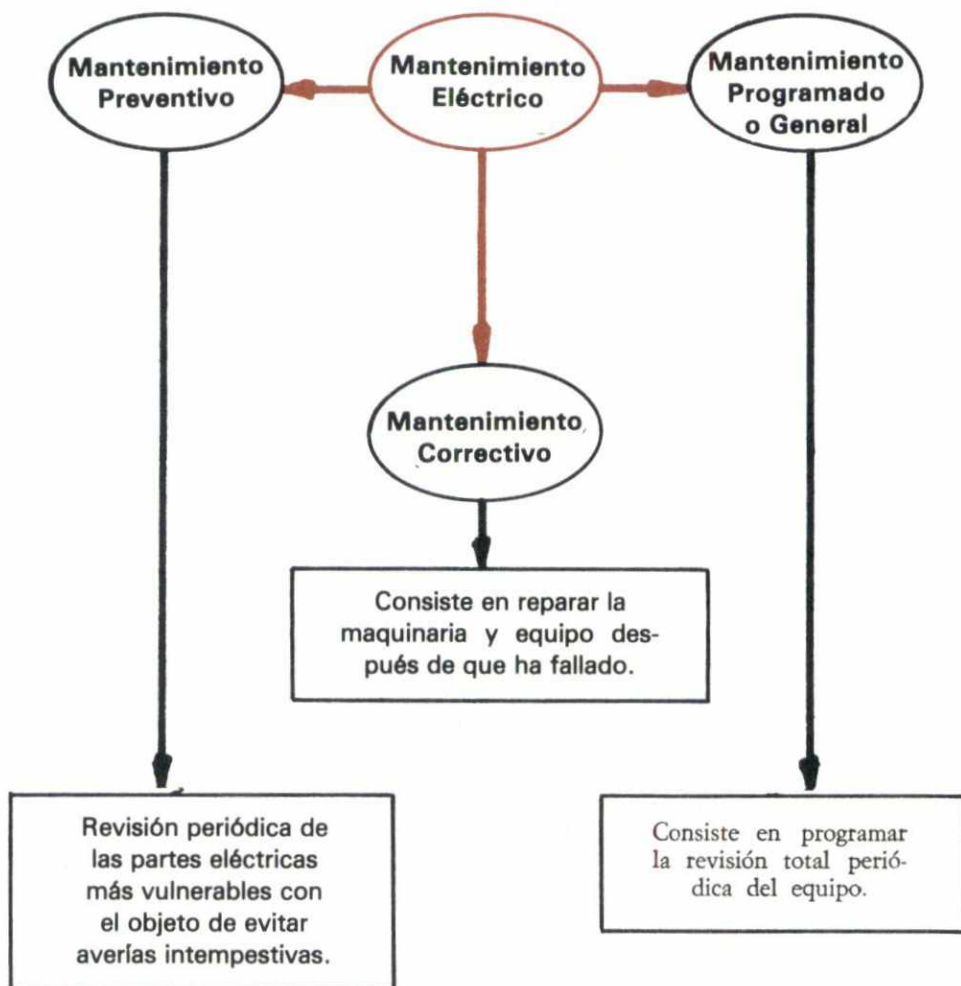 Mantenimiento
Preventivo
Mantenimiento
Eléctrico
Mantenimiento
Programado
o General
Mantenimiento
Correctivo
Consiste en reparar la
maquinaria y equipo des-
pués de que ha fallado.
Revisión periódica de
las partes eléctricas
más vulnerables con
el objeto de evitar
averías intempestivas.
Consiste en programar
la revisión total perió-
dica del equipo.